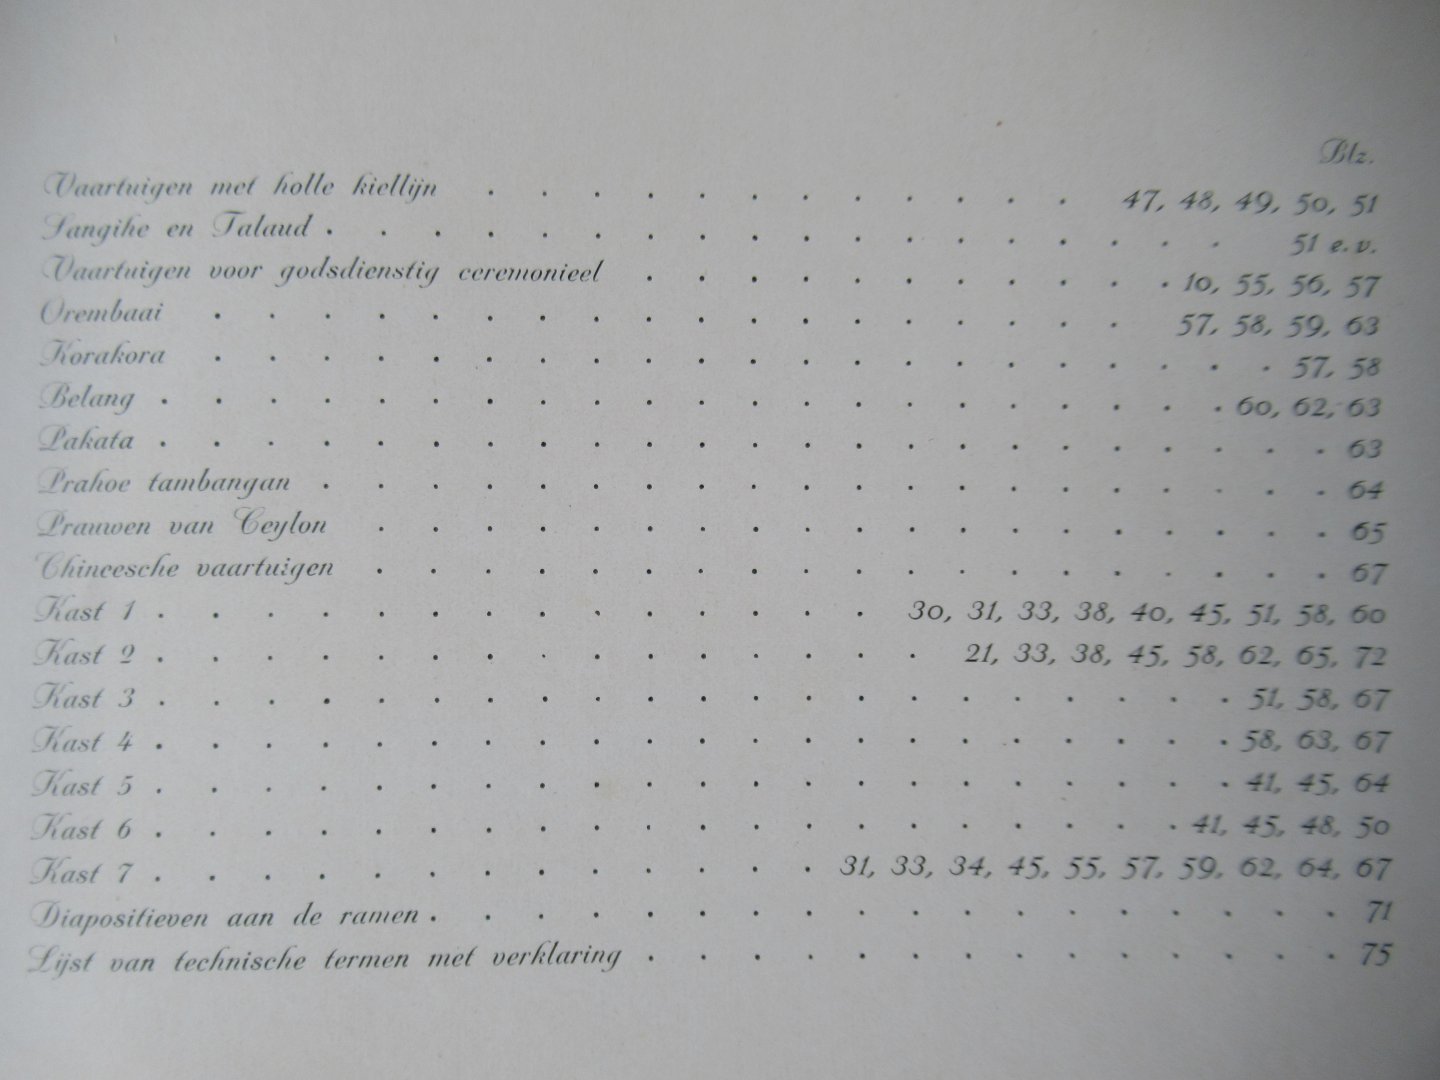 Blz.
Vaartuigen met holle kiellijn . . . . . . . . . . . . 47, 48, 49, 50, 51
Sangihe en Talaud . . . . . . . . . . . . . . . . . . 51 e.v.
Vaartuigen voor godsdienstig ceremonieel . . . . . . . . . . . 10, 55, 56, 57
Orembaai . . . . . . . . . . . . . . . . . . 57, 58, 59, 63
Korakora . . . . . . . . . . . . . . . . . . . . . 57, 58
Belang . . . . . . . . . . . . . . . . . . . . . 60, 62, 63
Pakata . . . . . . . . . . . . . . . . . . . . . . . 63
Prahoe tambangan . . . . . . . . . . . . . . . . . . . . 64
Prauwen van Ceylon . . . . . . . . . . . . . . . . . . . 65
Chineesche vaartuigen . . . . . . . . . . . . . . . . . . . 67
Kast 1 . . . . . . . . . . . . . . 30, 31, 33, 38, 40, 45, 51, 58, 60
Kast 2 . . . . . . . . . . . . . . . 21, 33, 38, 45, 58, 62, 65, 72
Kast 3 . . . . . . . . . . . . . . . . . . . . . 51, 58, 67
Kast 4 . . . . . . . . . . . . . . . . . . . . . 58, 63, 67
Kast 5 . . . . . . . . . . . . . . . . . . . . . 41, 45, 64
Kast 6 . . . . . . . . . . . . . . . . . . . . 41, 45, 48, 50
Kast 7 . . . . . . . . . . . . . 31, 33, 34, 45, 55, 57, 59, 62, 64, 67
Diapositieven aan de ramen . . . . . . . . . . . . . . . . . . 71
Lijst van technische termen met verklaring . . . . . . . . . . . . . . 75